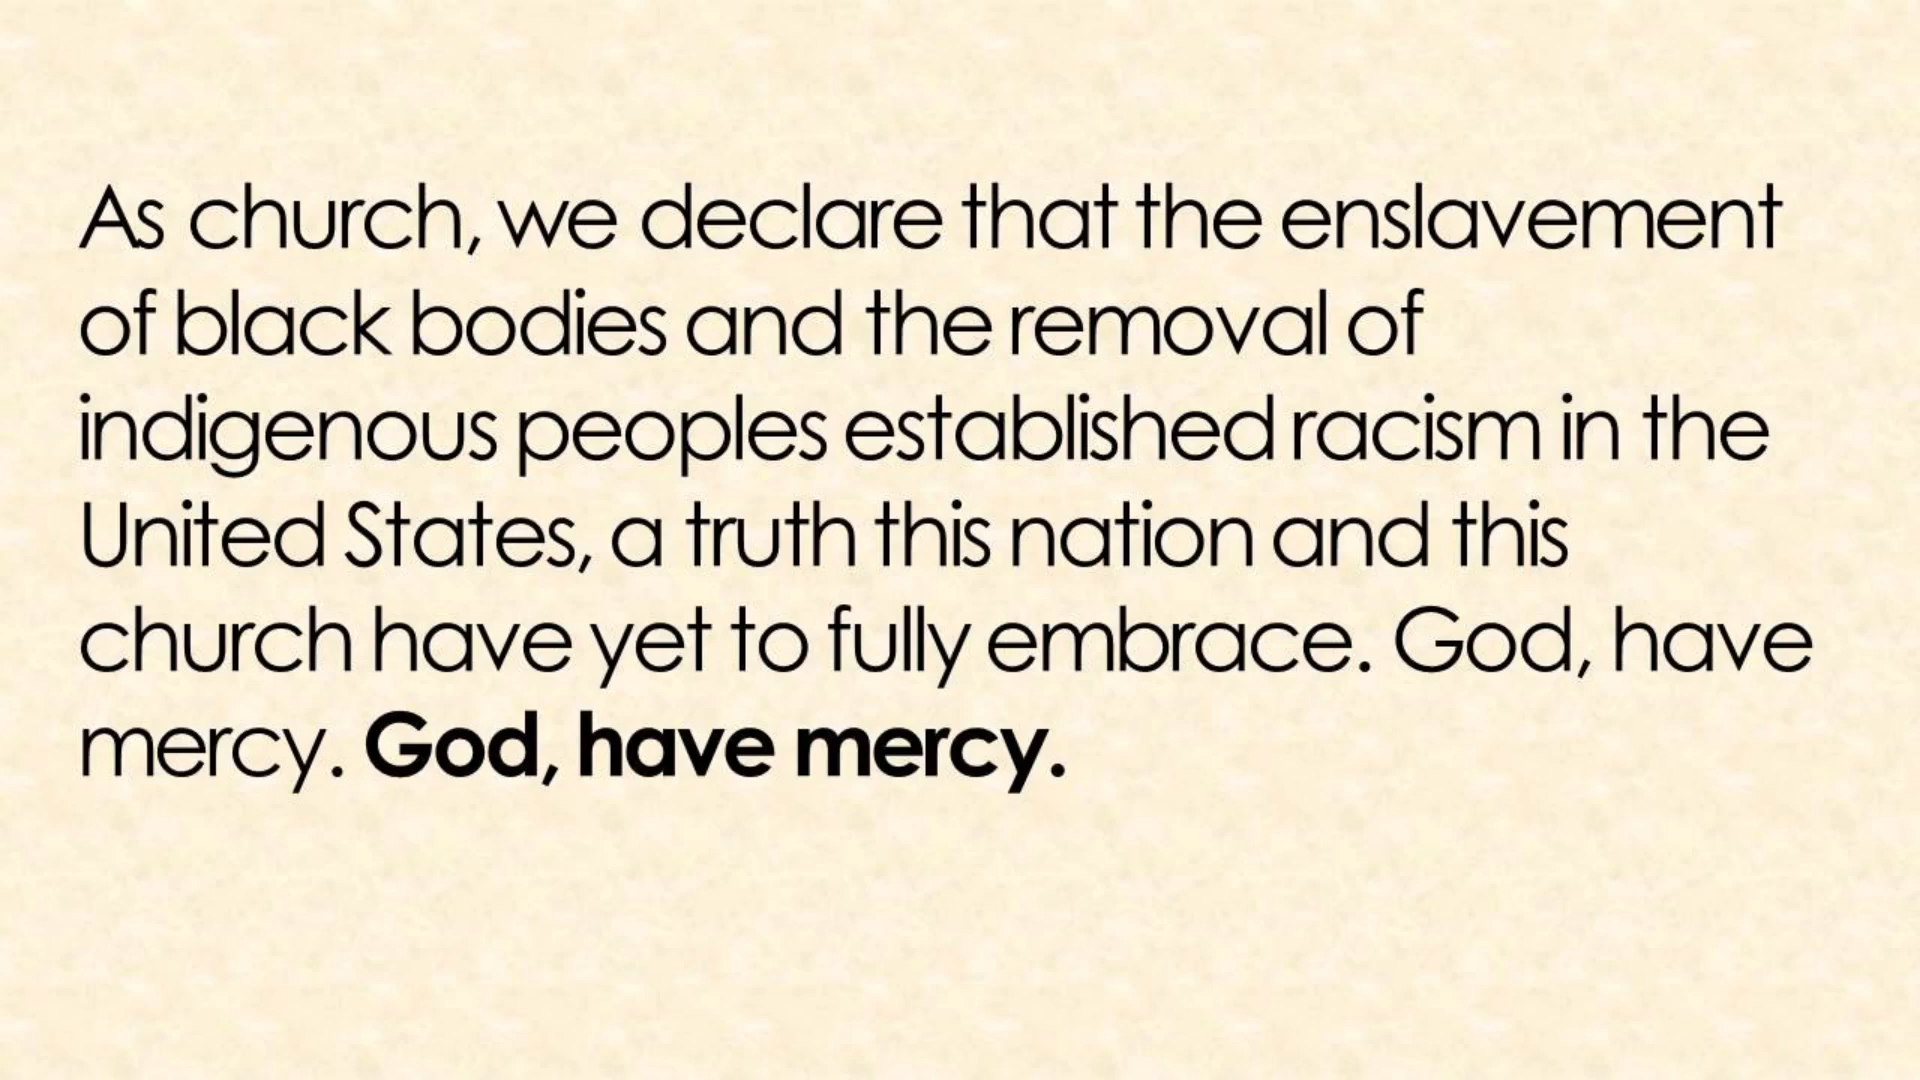 As church, we declare that the enslavement
of black bodies and the removal of
indigenous peoples established racism in the
United States, a truth this nation and this
church have yet to fully embrace. God, have
mercy. God, have mercy.